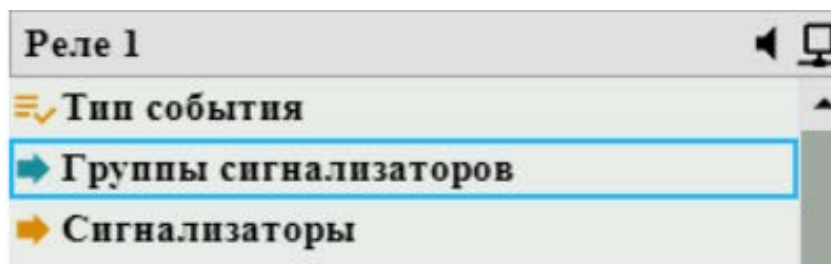 Реле 1
Тип события
Группы сигнализаторов
Сигнализаторы